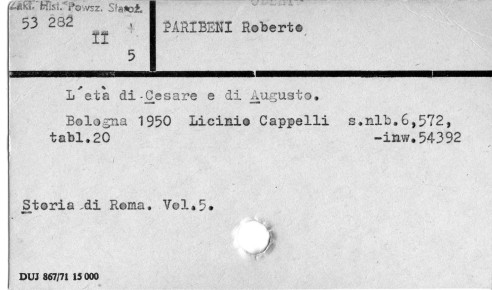 Zakł. Hist. Powsz. Staroż.
53 282
II +
5
PARIBENI Roberto
L'età di Cesare e di Augusto.
Bologna 1950 Licinio Cappelli s.nlb.6,572,
tabl.20 -inw.54392
Storia di Roma. Vol.5.
DUJ 867/71 15 000